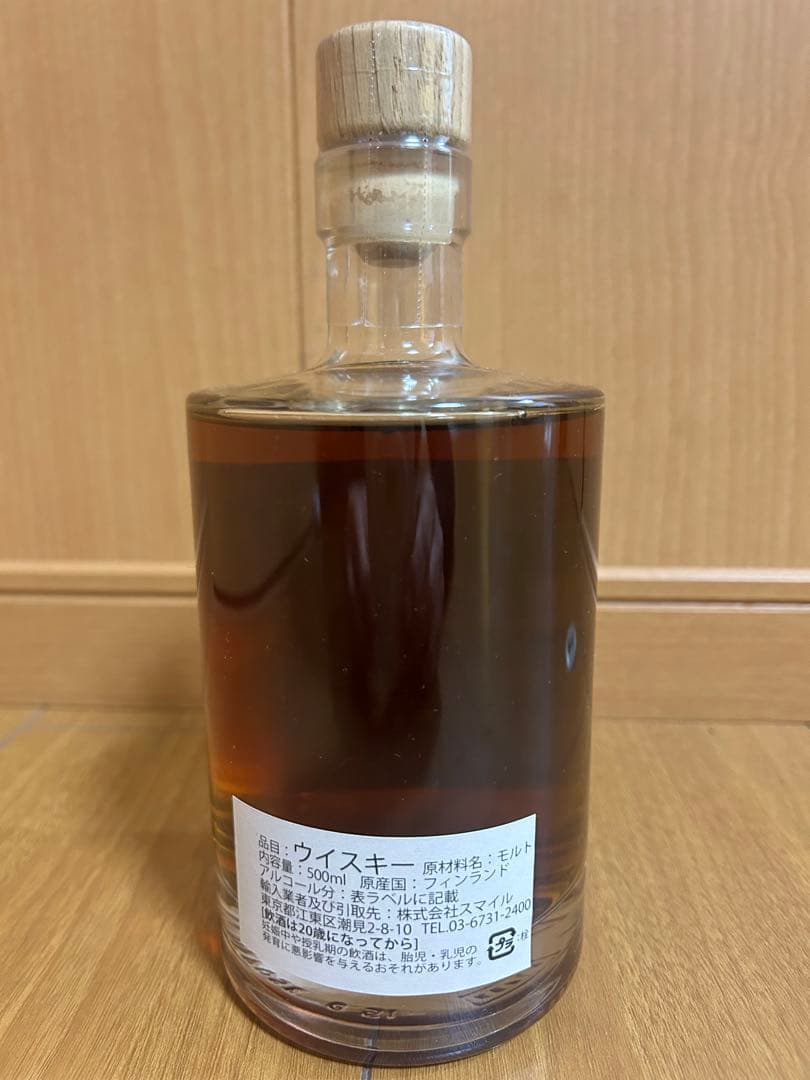 品目：ウイスキー 原材料名：モルト
内容量：500ml 原産国：フィンランド
アルコール分：表ラベルに記載
輸入業者及び引取先：株式会社スマイル
東京都江東区潮見2-8-10 TEL.03-6731-2400
[飲酒は20歳になってから]
妊娠中や授乳期の飲酒は、胎児・乳児の
発育に悪影響を与えるおそれがあります。
プラ :栓